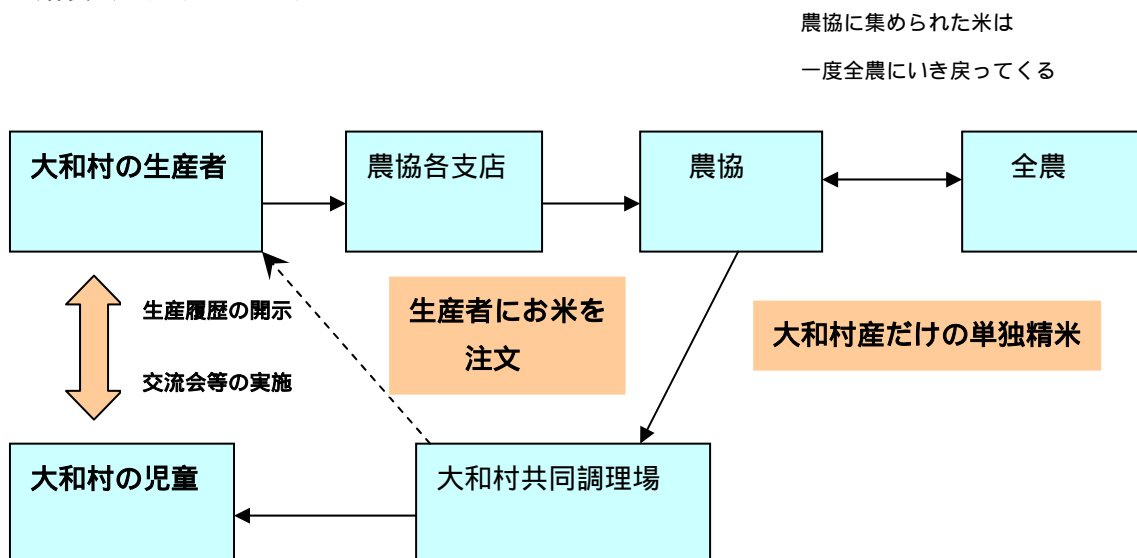 農協に集められた米は
一度全農にいき戻ってくる
大和村の生産者
農協各支店
農協
全農
生産履歴の開示
交流会等の実施
生産者にお米を
注文
大和村産だけの単独精米
大和村の児童
大和村共同調理場